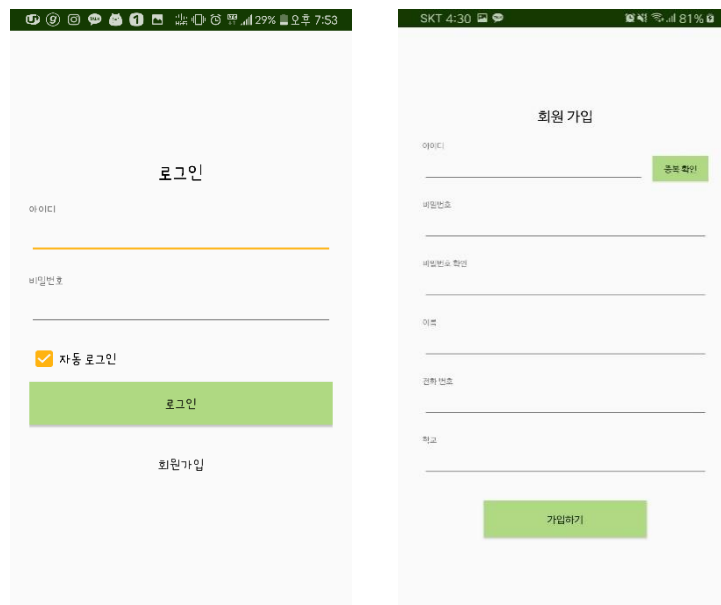 29% 오후 7:53
로그인
아이디
비밀번호
자동 로그인
로그인
회원가입
SKT 4:30 81%
회원 가입
아이디
중복 확인
비밀번호
비밀번호 확인
이름
전화 번호
학교
가입하기